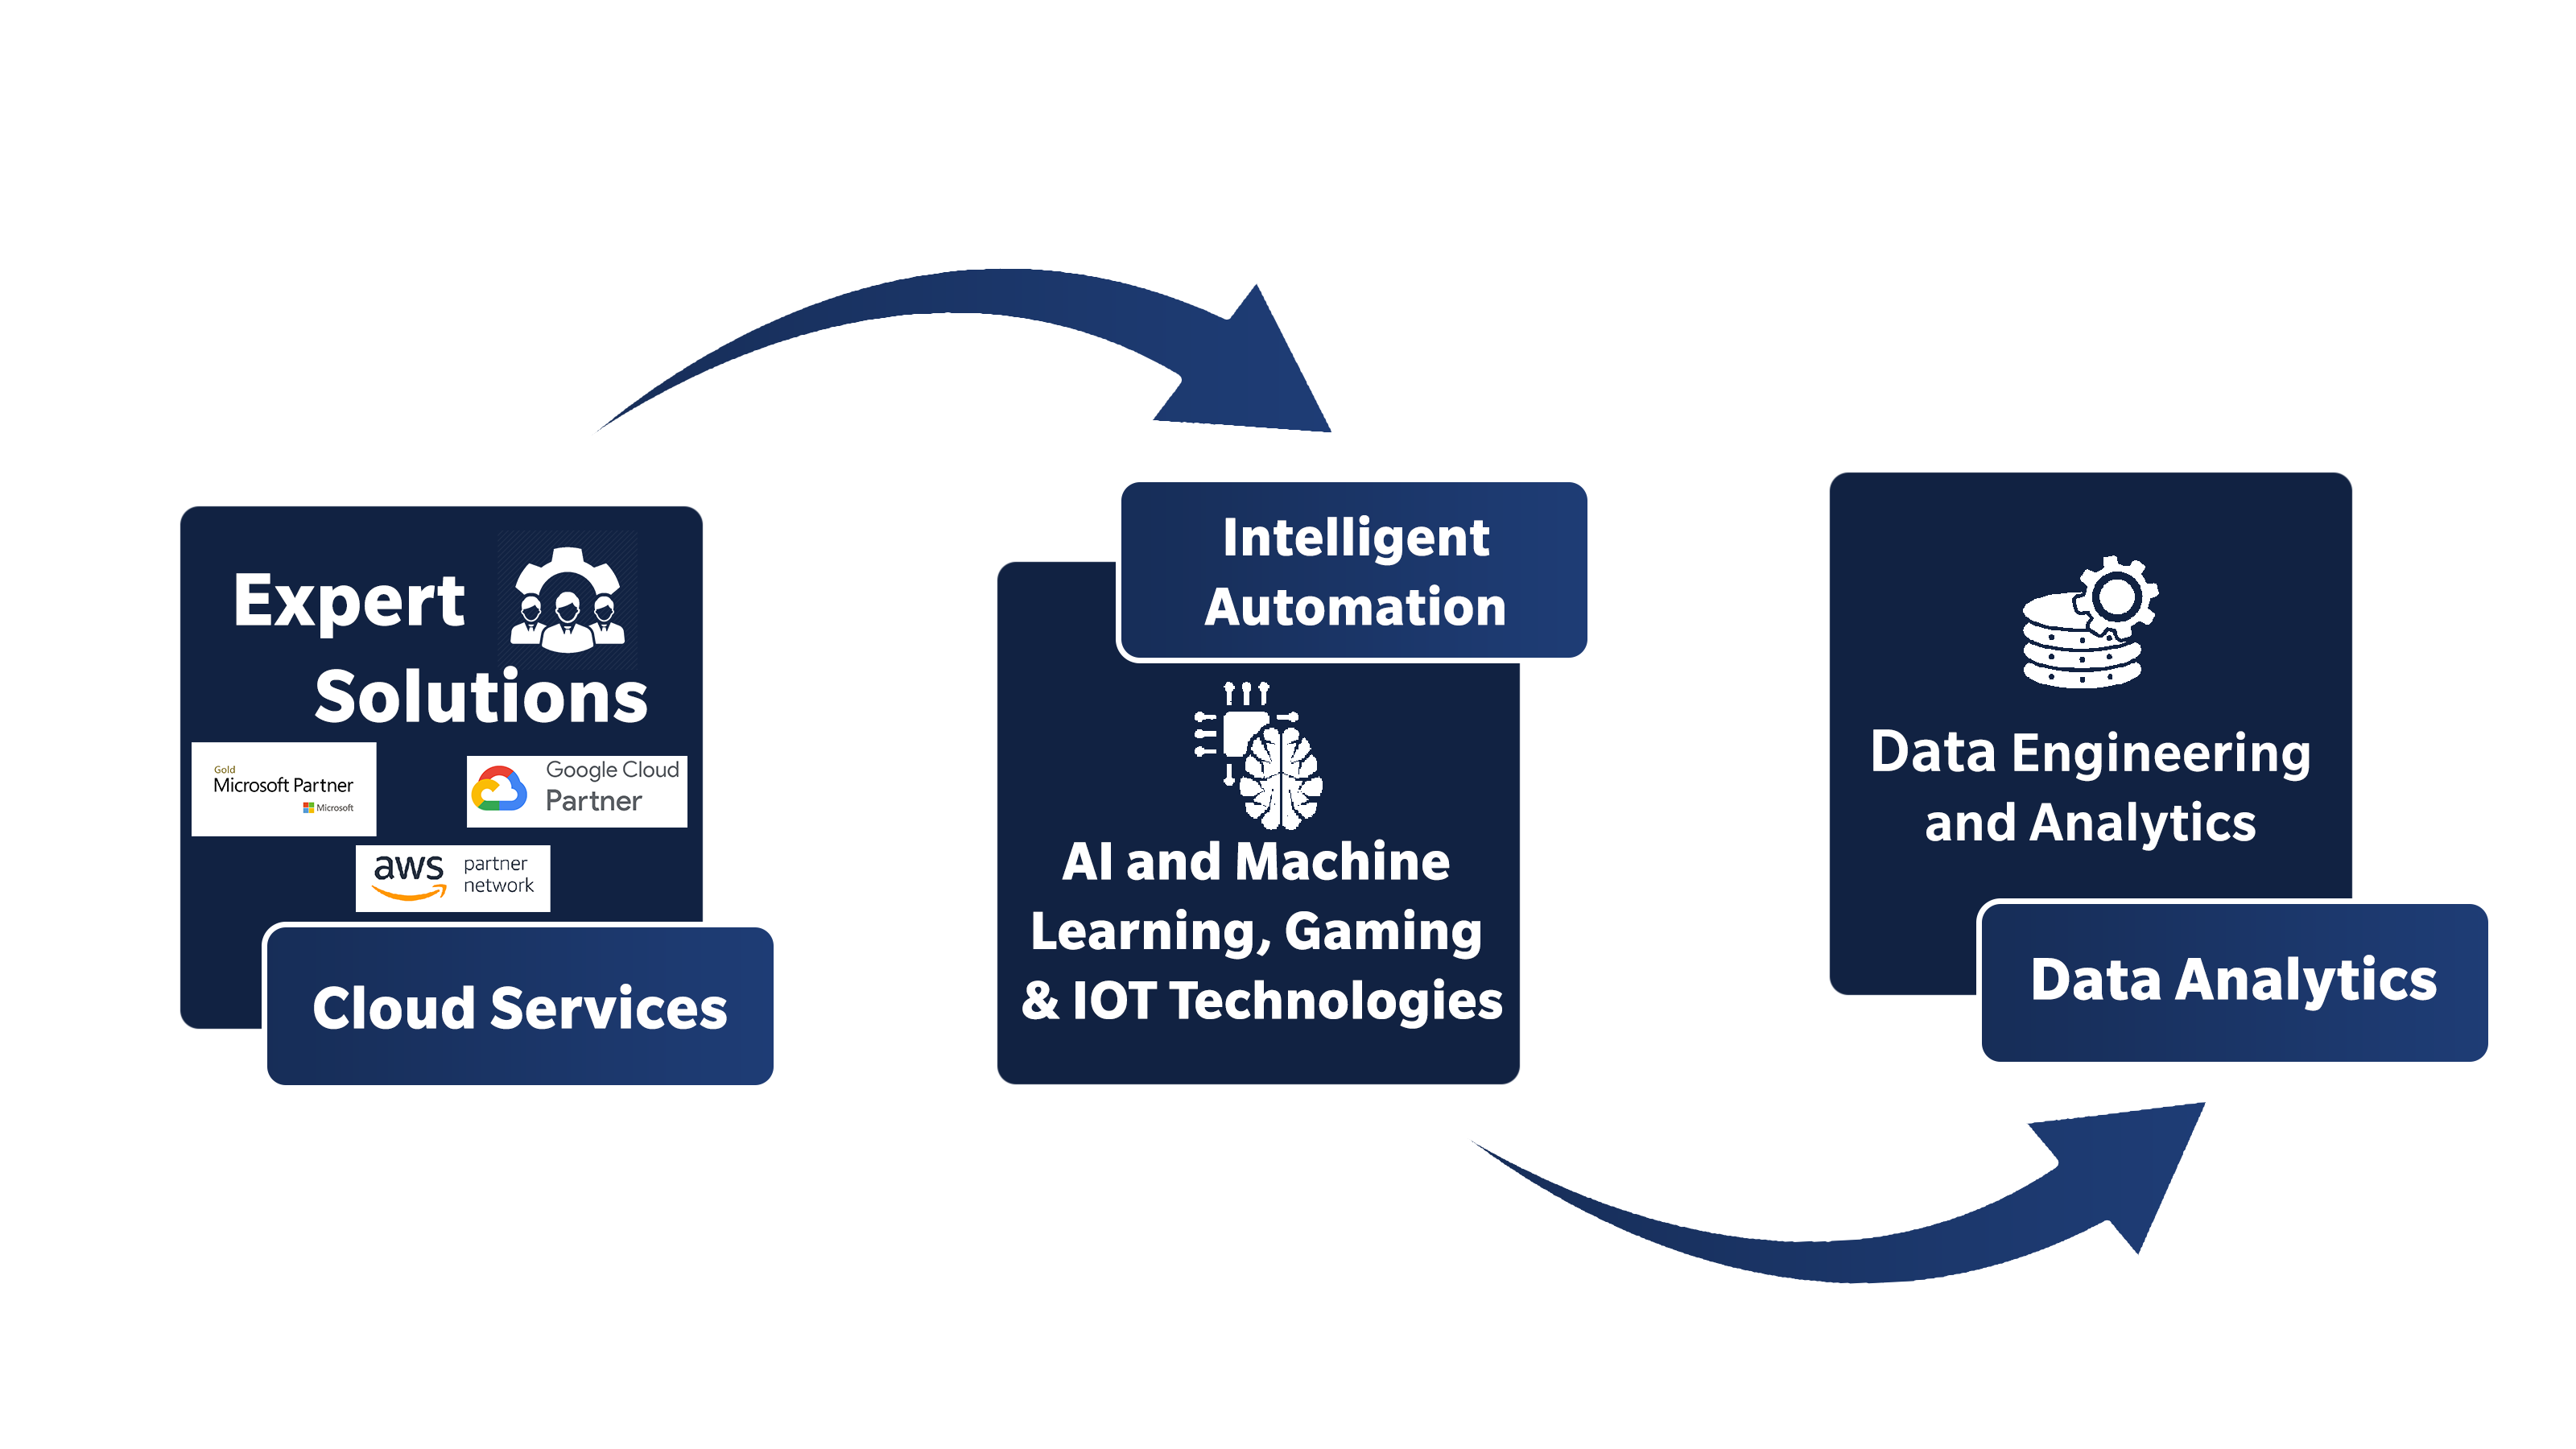 Expert
Solutions
Gold
Microsoft Partner
Microsoft
Google Cloud
Partner
aws partner
network
Cloud Services
Intelligent
Automation
AI and Machine
Learning, Gaming
& IOT Technologies
Data Engineering
and Analytics
Data Analytics